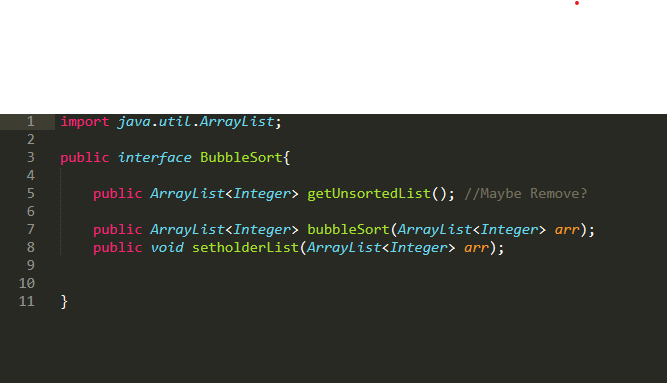 1 import java.util.ArrayList;
2
3 public interface BubbleSort{
4
5 public ArrayList<Integer> getUnsortedList(); //Maybe Remove?
6
7 public ArrayList<Integer> bubbleSort(ArrayList<Integer> arr);
8 public void setholderList(ArrayList<Integer> arr);
9
10
11 }